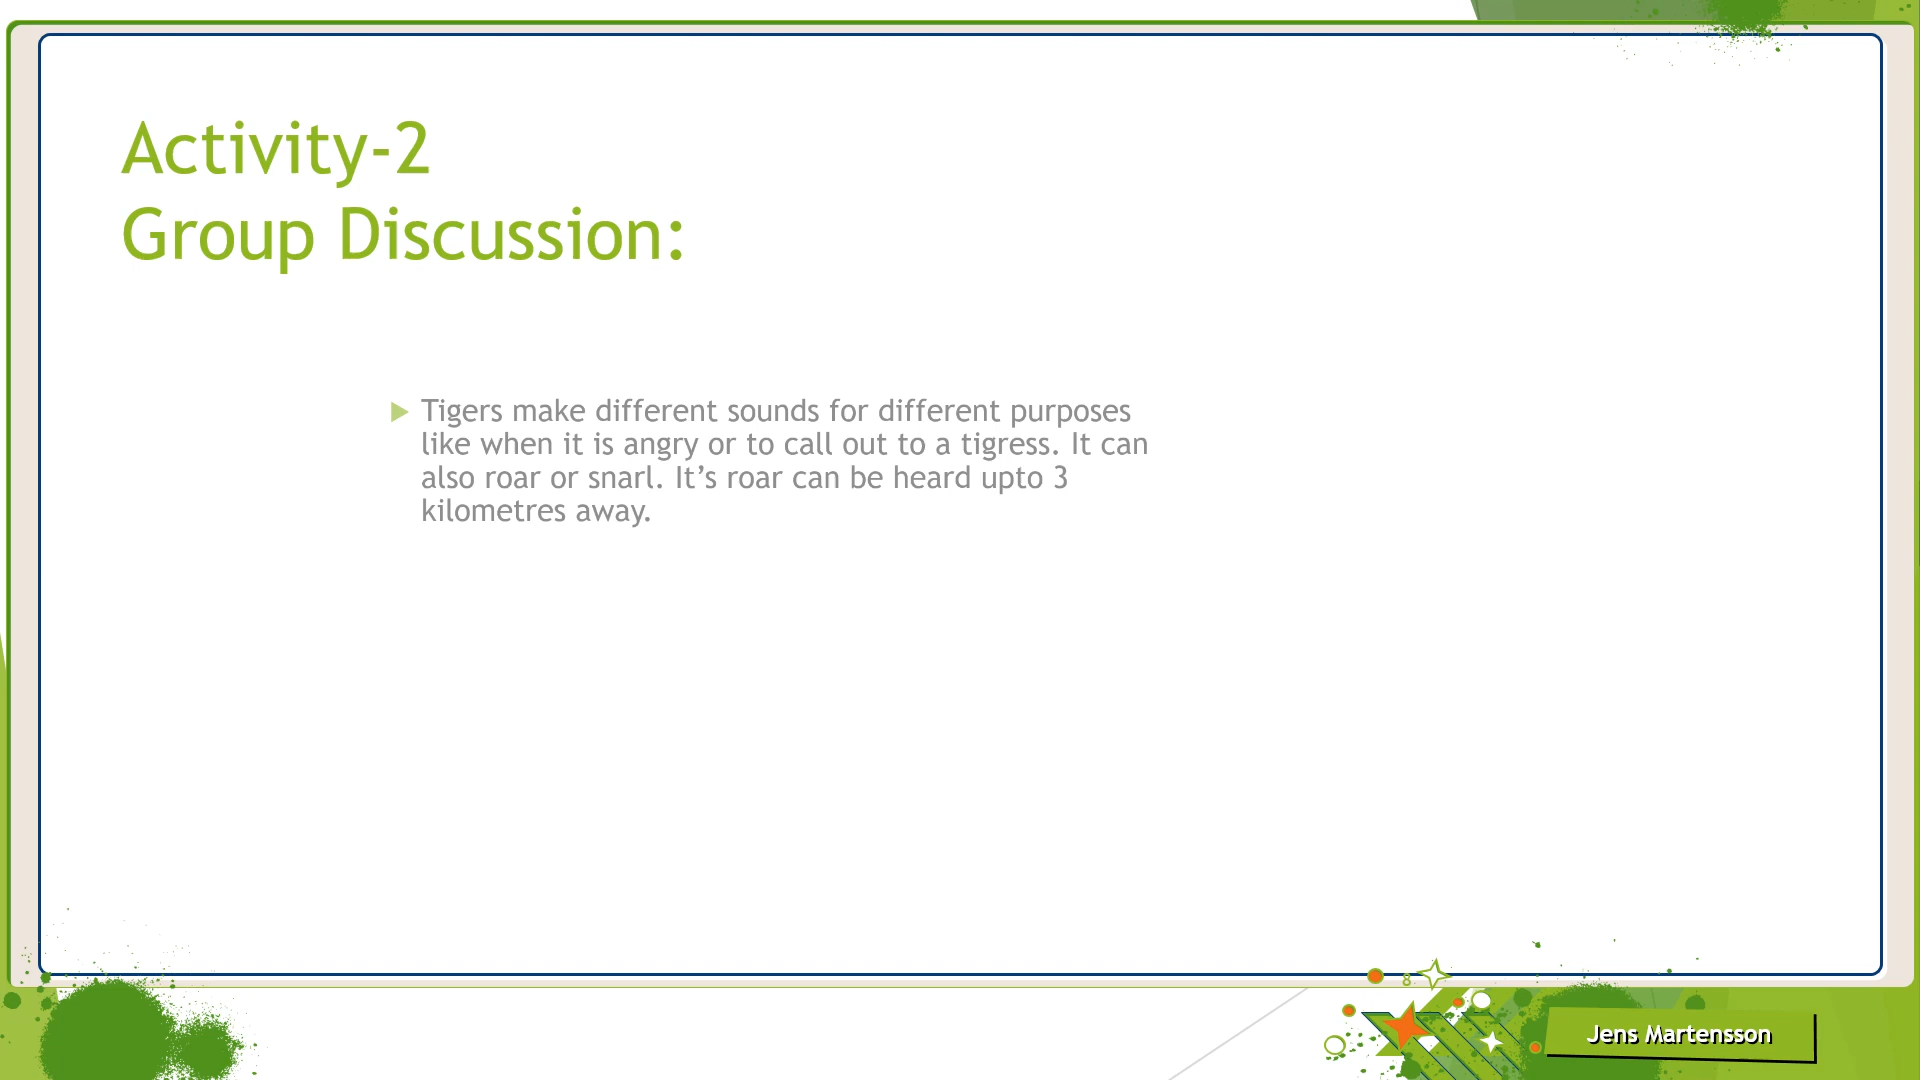 Activity-2
Group Discussion:
Tigers make different sounds for different purposes
like when it is angry or to call out to a tigress. It can
also roar or snarl. It’s roar can be heard upto 3
kilometres away.
8
Jens Martensson